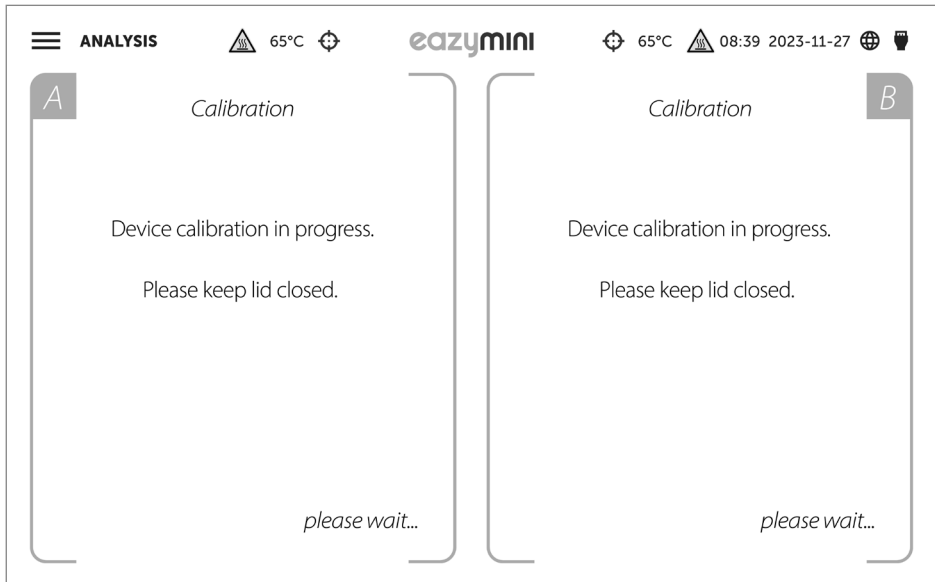 ANALYSIS 65°C eazymini 65°C 08:39 2023-11-27
A
Calibration
Device calibration in progress.
Please keep lid closed.
please wait...
B
Calibration
Device calibration in progress.
Please keep lid closed.
please wait...